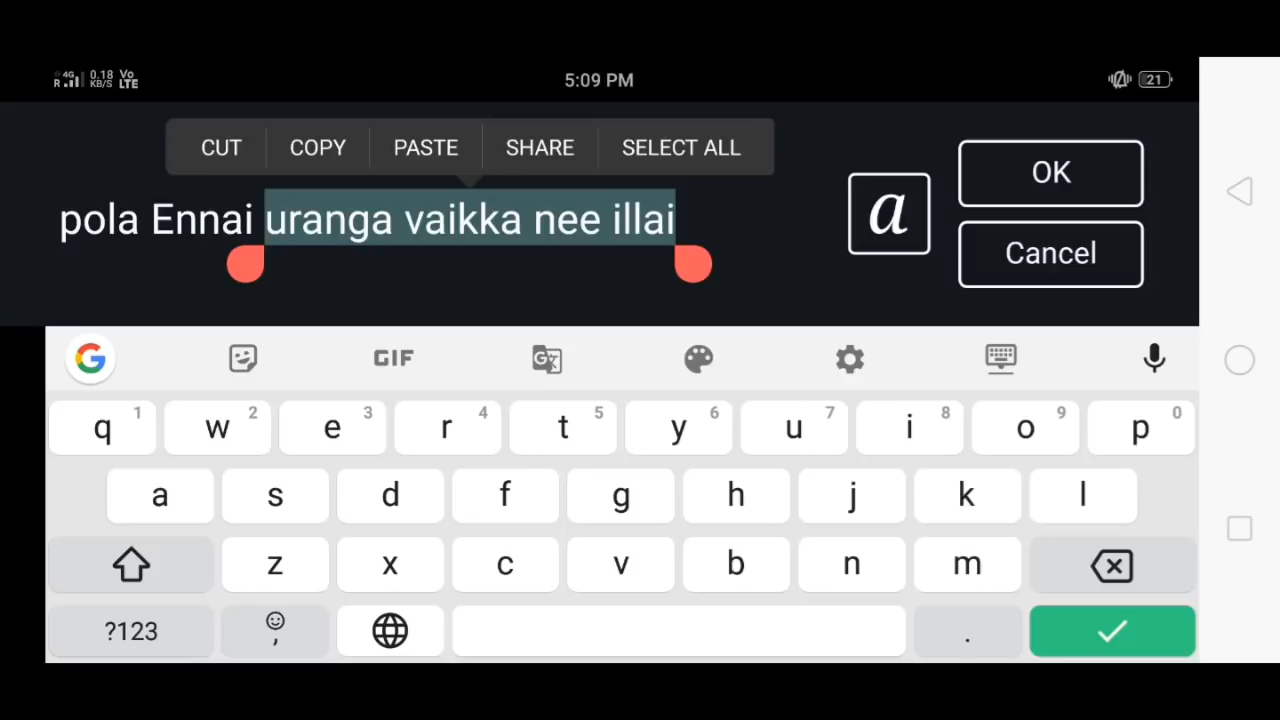 4G
R
0.18
KB/S
Vo
LTE
5:09 PM
21
CUT COPY PASTE SHARE SELECT ALL
pola Ennai uranga vaikka nee illai
a
OK
Cancel
G GIF G
q 1 w 2 e 3 r 4 t 5 y 6 u 7 i 8 o 9 p 0
a s d f g h j k l
z x c v b n m
?123 , .